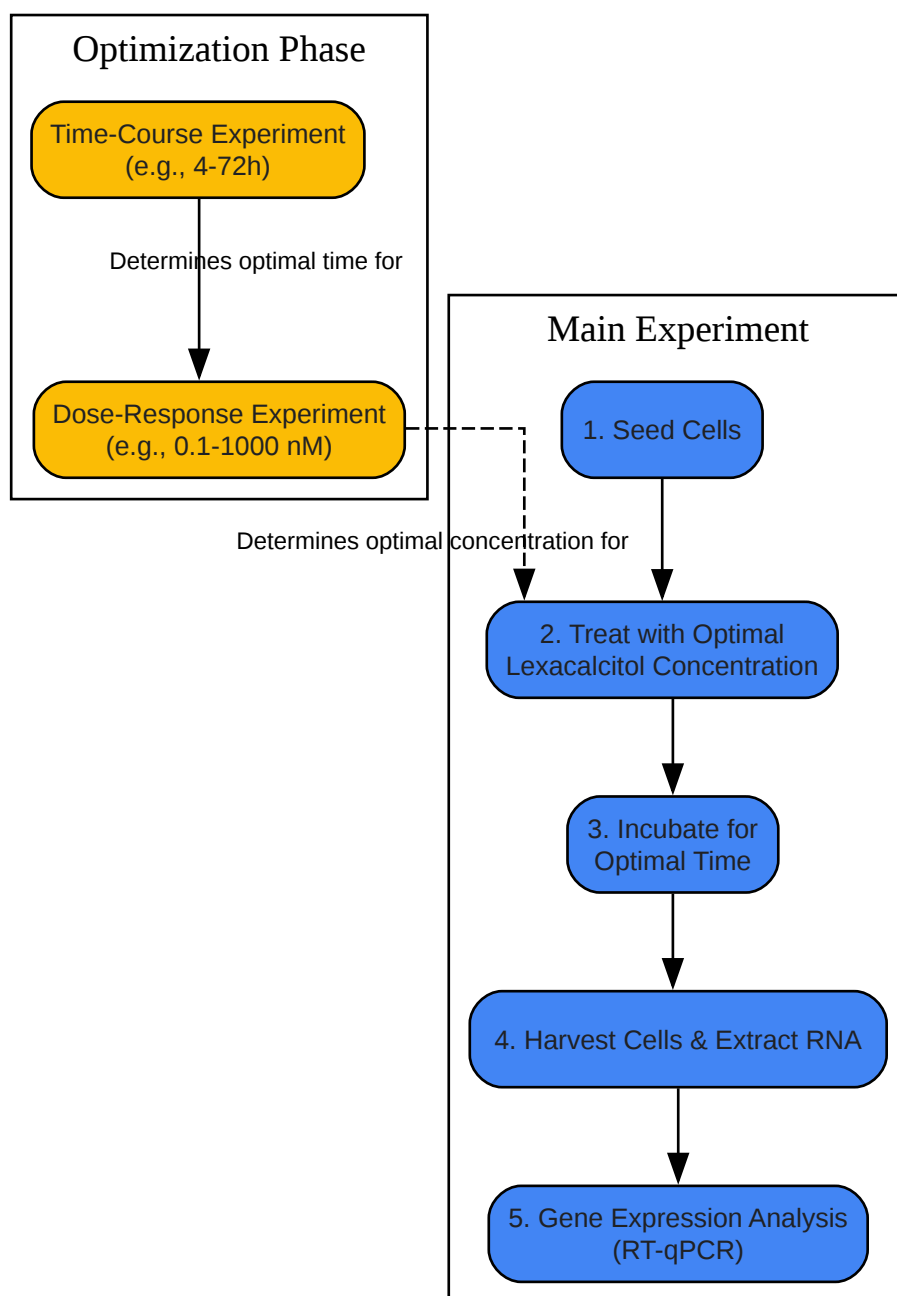 Optimization Phase
Time-Course Experiment
(e.g., 4-72h)
Determines optimal time for
Dose-Response Experiment
(e.g., 0.1-1000 nM)
Determines optimal concentration for
Main Experiment
1. Seed Cells
2. Treat with Optimal
Lexacalcitol Concentration
3. Incubate for
Optimal Time
4. Harvest Cells & Extract RNA
5. Gene Expression Analysis
(RT-qPCR)